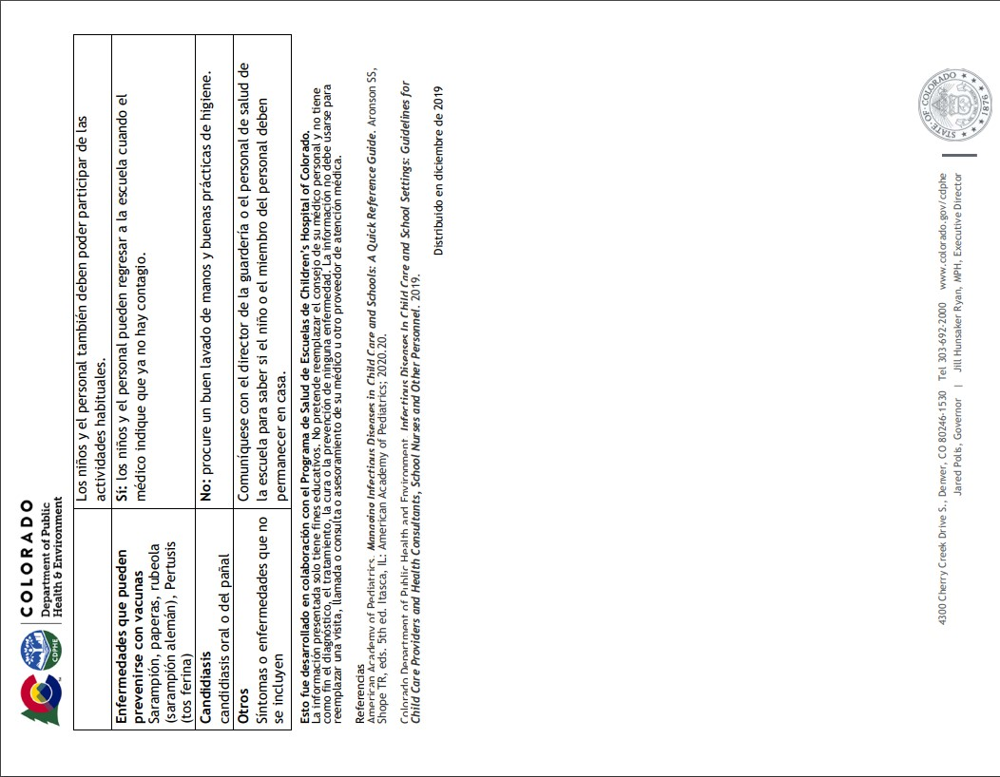 COLORADO
Department of Public
Health & Environment
CDPHE
Los niños y el personal también deben poder participar de las
actividades habituales.
Enfermedades que pueden
prevenirse con vacunas
Sarampión, paperas, rubeola
(sarampión alemán), Pertusis
(tos ferina)
Sí: los niños y el personal pueden regresar a la escuela cuando el
médico indique que ya no hay contagio.
Candidiasis
candidiasis oral o del pañal
No: procure un buen lavado de manos y buenas prácticas de higiene.
Otros
Síntomas o enfermedades que no
se incluyen
Comuníquese con el director de la guardería o el personal de salud de
la escuela para saber si el niño o el miembro del personal deben
permanecer en casa.
Esto fue desarrollado en colaboración con el Programa de Salud de Escuelas de Children's Hospital of Colorado.
La información presentada solo tiene fines educativos. No pretende reemplazar el consejo de su médico personal y no tiene
como fin el diagnóstico, el tratamiento, la cura o la prevención de ninguna enfermedad. La información no debe usarse para
reemplazar una visita, llamada o consulta o asesoramiento de su médico u otro proveedor de atención médica.
Referencias
American Academy of Pediatrics. Managing Infectious Diseases in Child Care and Schools: A Quick Reference Guide. Aronson SS,
Shope TR, eds. 5th ed. Itasca, IL: American Academy of Pediatrics; 2020.20.
Colorado Department of Public Health and Environment. Infectious Diseases In Child Care and School Settings: Guidelines for
Child Care Providers and Health Consultants, School Nurses and Other Personnel. 2019.
Distribuido en diciembre de 2019
4300 Cherry Creek Drive S., Denver, CO 80246-1530 Tel 303-692-2000 www.colorado.gov/cdphe
Jared Polis, Governor | Jill Hunsaker Ryan, MPH, Executive Director
STATE OF COLORADO
1876